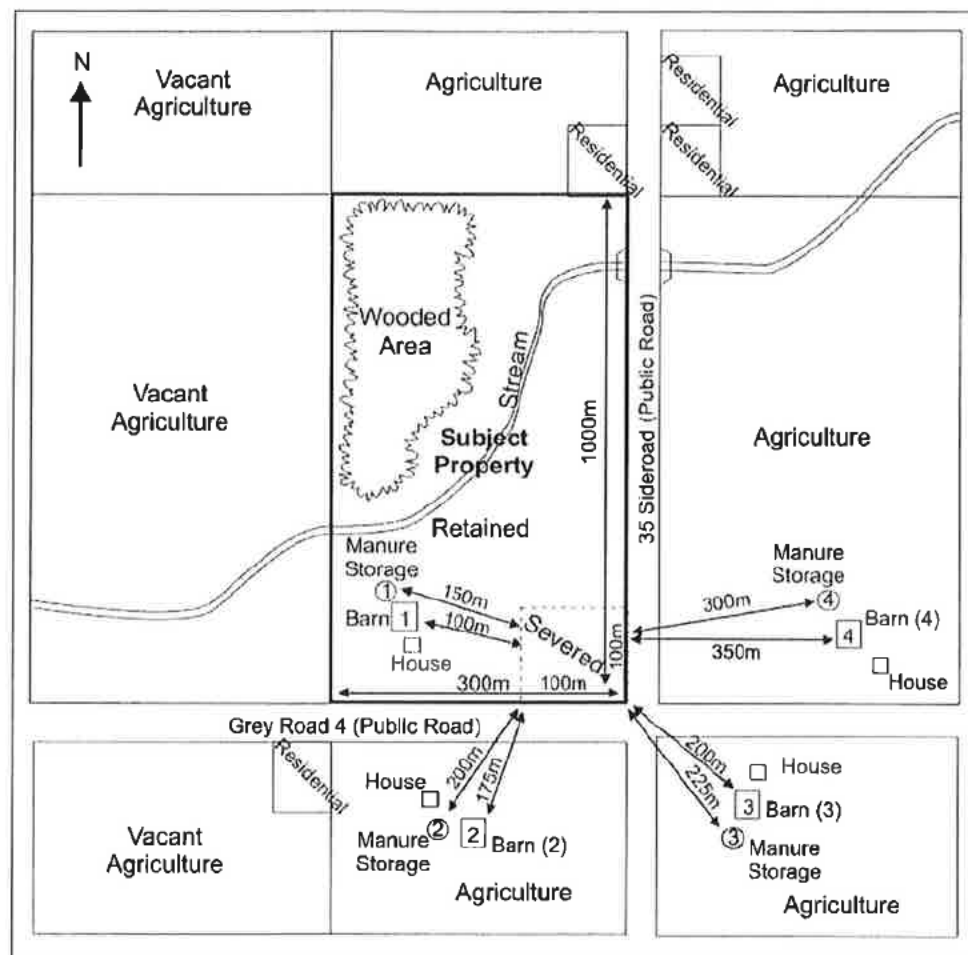 N
Vacant
Agriculture
Agriculture
Residential
Residential
Residential
Agriculture
Wooded
Area
Stream
1000m
35 Sideroad (Public Road)
Vacant
Agriculture
Subject
Property
Agriculture
Retained
Manure
Storage
1
150m
Barn
1
100m
House
Severed
100m
300m
100m
Manure
Storage
4
300m
Barn (4)
4
350m
House
Grey Road 4 (Public Road)
Residential
House
200m
175m
2
2
Manure
Storage
Barn (2)
Vacant
Agriculture
Agriculture
200m
225m
House
3
Barn (3)
3
Manure
Storage
Agriculture